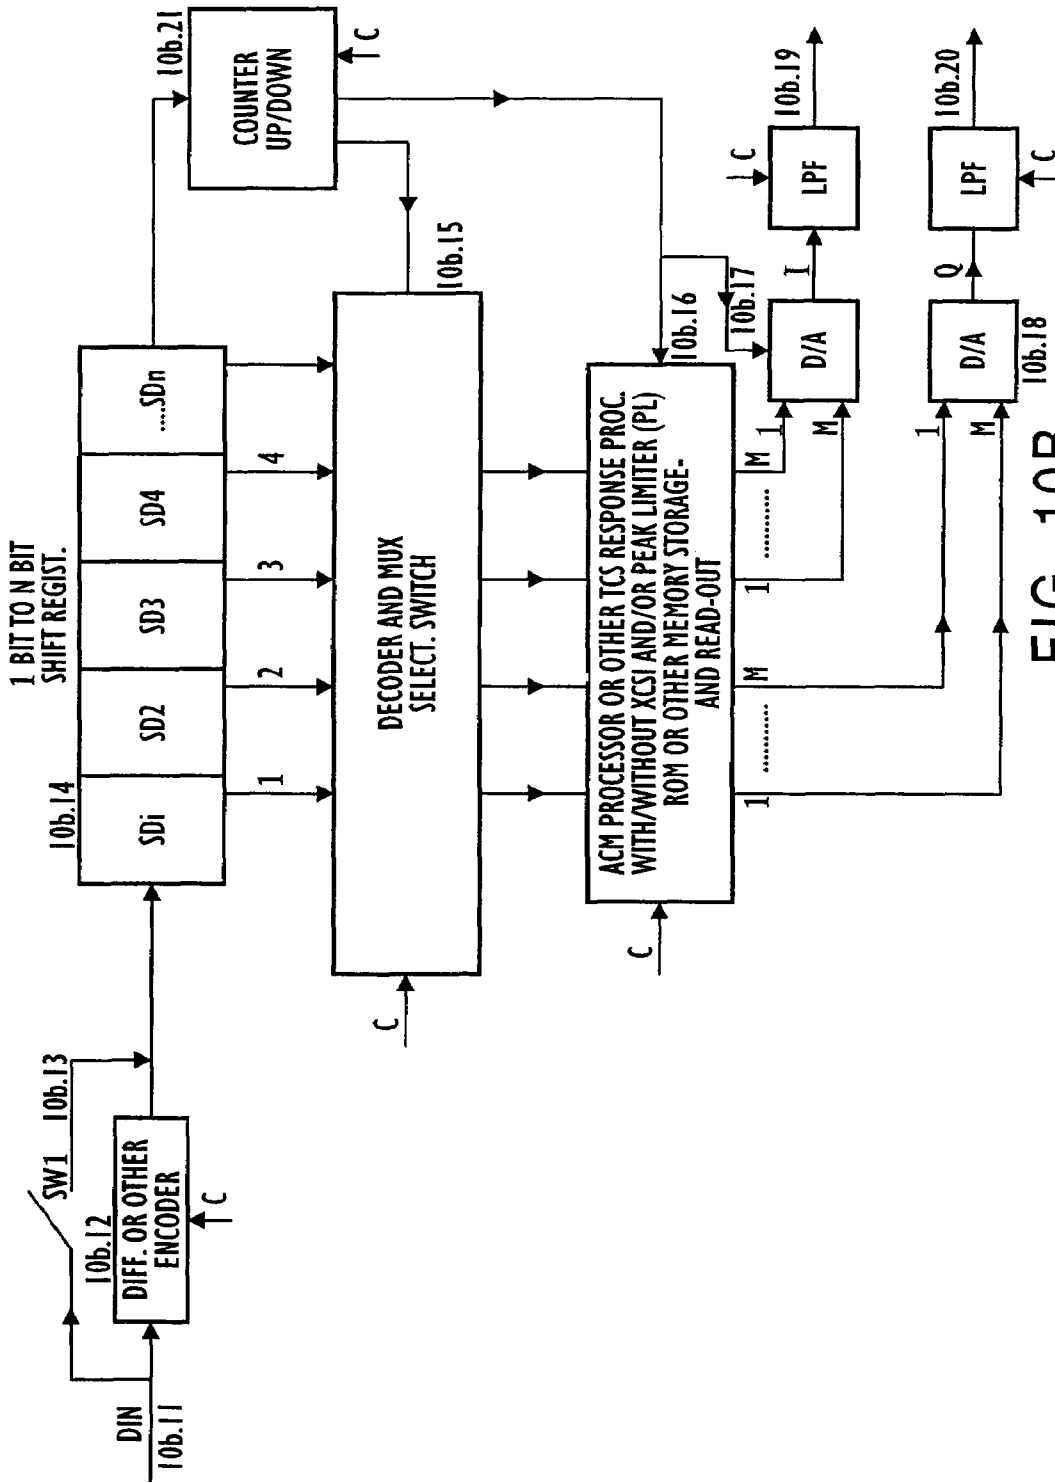 DIN
10b.11
SW1
10b.13
10b.12
DIFF. OR OTHER
ENCODER
C
1 BIT TO N BIT
SHIFT REGIST.
10b.14
SDi
SD2
SD3
SD4
.....SDn
10b.21
COUNTER
UP/DOWN
C
1
2
3
4
10b.15
DECODER AND MUX
SELECT. SWITCH
C
10b.16
ACM PROCESSOR OR OTHER TCS RESPONSE PROC.
WITH/WITHOUT XCSI AND/OR PEAK LIMITER (PL)
ROM OR OTHER MEMORY STORAGE-
AND READ-OUT
C
1 .......... M
1 .......... M
10b.17
1
M
D/A
I
C
LPF
10b.19
1
M
D/A
10b.18
Q
LPF
C
10b.20
FIG. 10B